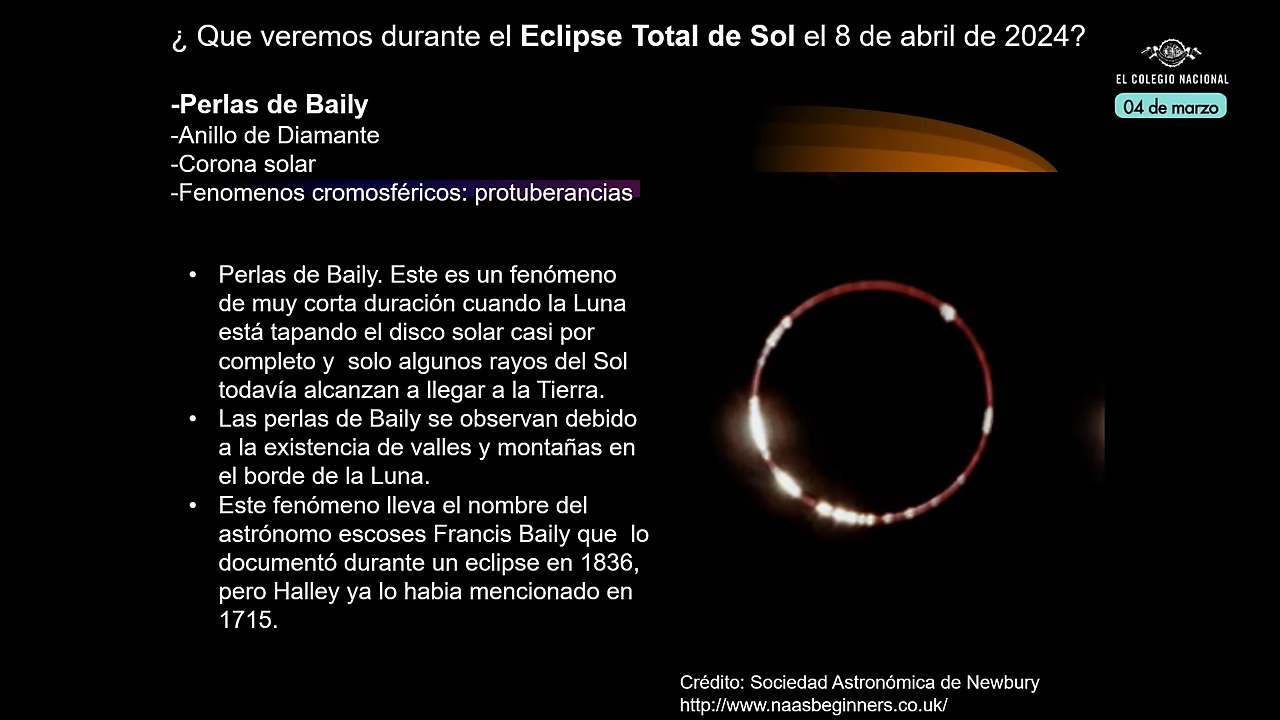 ¿ Que veremos durante el Eclipse Total de Sol el 8 de abril de 2024?
EL COLEGIO NACIONAL
04 de marzo
-Perlas de Baily
-Anillo de Diamante
-Corona solar
-Fenomenos cromosféricos: protuberancias
• Perlas de Baily. Este es un fenómeno
de muy corta duración cuando la Luna
está tapando el disco solar casi por
completo y solo algunos rayos del Sol
todavía alcanzan a llegar a la Tierra.
• Las perlas de Baily se observan debido
a la existencia de valles y montañas en
el borde de la Luna.
• Este fenómeno lleva el nombre del
astrónomo escoses Francis Baily que lo
documentó durante un eclipse en 1836,
pero Halley ya lo habia mencionado en
1715.
Crédito: Sociedad Astronómica de Newbury
http://www.naasbeginners.co.uk/